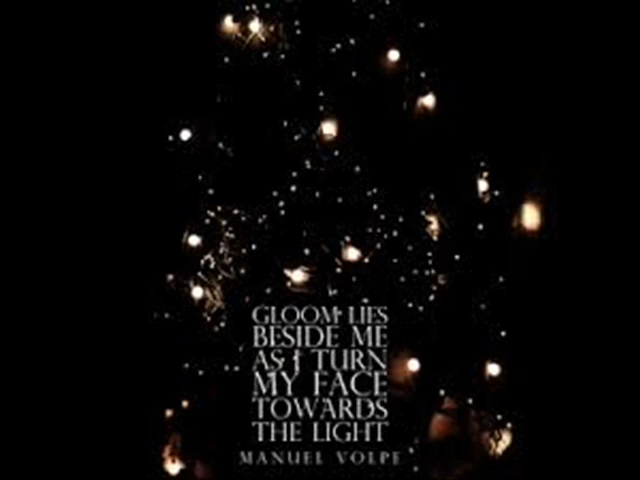 GLOOM LIES
BESIDE ME
AS I TURN
MY FACE
TOWARDS
THE LIGHT
MANUEL VOLPE